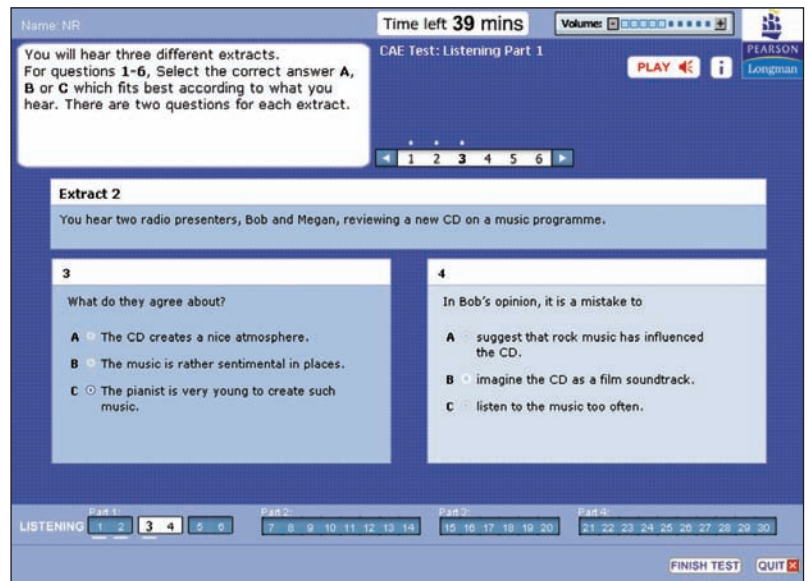 Name: NR
Time left 39 mins
Volume:
You will hear three different extracts.
For questions 1-6, Select the correct answer A,
B or C which fits best according to what you
hear. There are two questions for each extract.
CAE Test: Listening Part 1
PLAY
i
PEARSON
Longman
1 2 3 4 5 6
Extract 2
You hear two radio presenters, Bob and Megan, reviewing a new CD on a music programme.
3
What do they agree about?
A The CD creates a nice atmosphere.
B The music is rather sentimental in places.
C The pianist is very young to create such
music.
4
In Bob's opinion, it is a mistake to
A suggest that rock music has influenced
the CD.
B imagine the CD as a film soundtrack.
C listen to the music too often.
Part 1: Part 2: Part 3: Part 4:
LISTENING 1 2 3 4 5 6 7 8 9 10 11 12 13 14 15 16 17 18 19 20 21 22 23 24 25 26 27 28 29 30
FINISH TEST QUIT